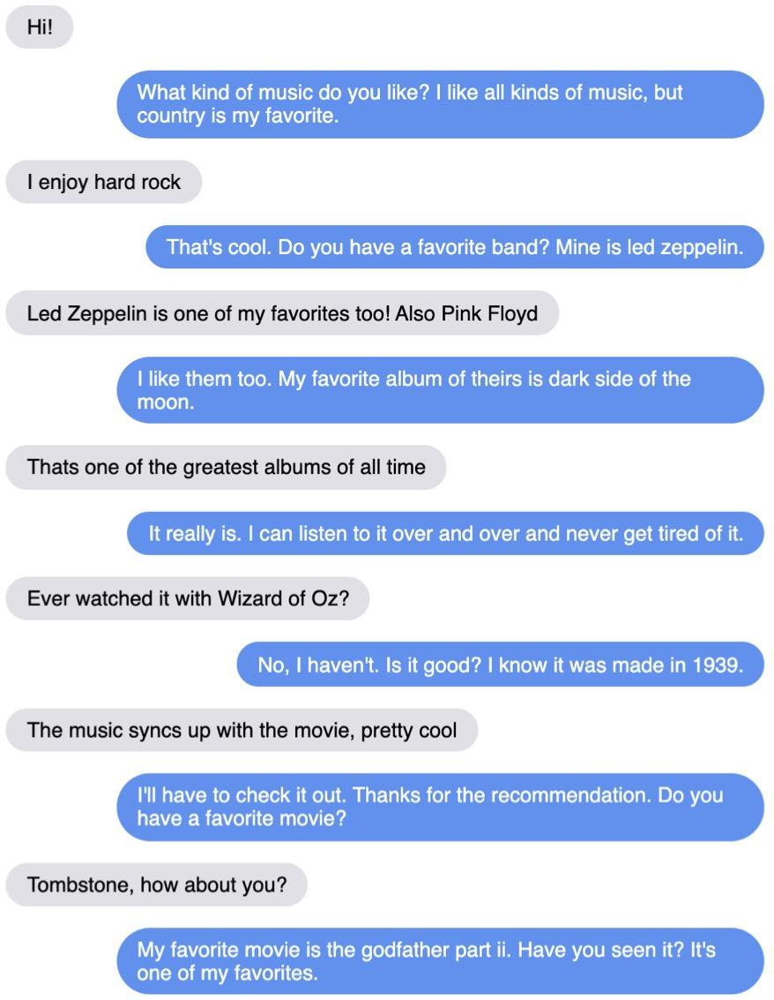 Hi!
What kind of music do you like? I like all kinds of music, but
country is my favorite.
I enjoy hard rock
That's cool. Do you have a favorite band? Mine is led zeppelin.
Led Zeppelin is one of my favorites too! Also Pink Floyd
I like them too. My favorite album of theirs is dark side of the
moon.
Thats one of the greatest albums of all time
It really is. I can listen to it over and over and never get tired of it.
Ever watched it with Wizard of Oz?
No, I haven't. Is it good? I know it was made in 1939.
The music syncs up with the movie, pretty cool
I'll have to check it out. Thanks for the recommendation. Do you
have a favorite movie?
Tombstone, how about you?
My favorite movie is the godfather part ii. Have you seen it? It's
one of my favorites.